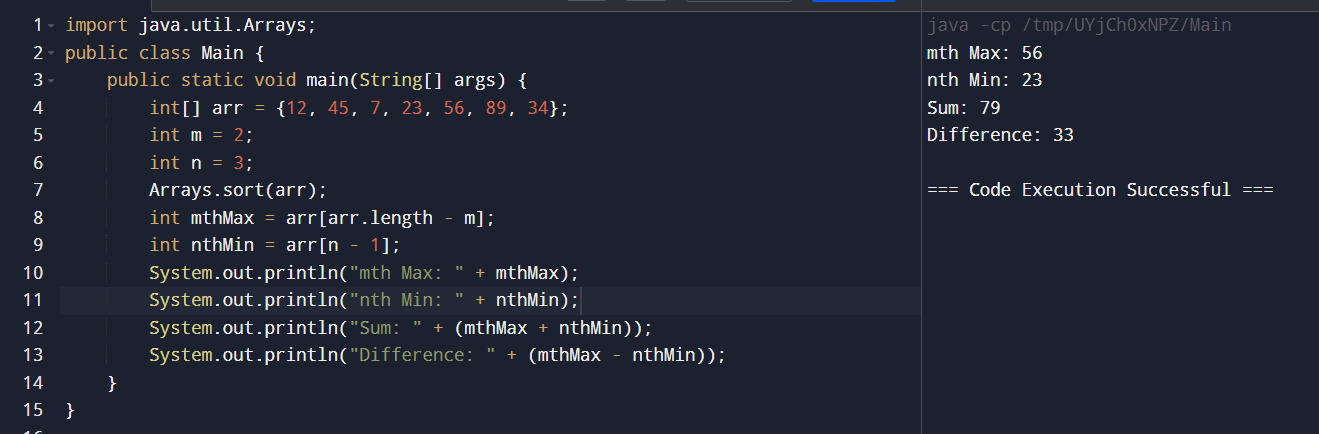 1 import java.util.Arrays;
2 public class Main {
3 public static void main(String[] args) {
4 int[] arr = {12, 45, 7, 23, 56, 89, 34};
5 int m = 2;
6 int n = 3;
7 Arrays.sort(arr);
8 int mthMax = arr[arr.length - m];
9 int nthMin = arr[n - 1];
10 System.out.println("mth Max: " + mthMax);
11 System.out.println("nth Min: " + nthMin);
12 System.out.println("Sum: " + (mthMax + nthMin));
13 System.out.println("Difference: " + (mthMax - nthMin));
14 }
15 }
java -cp /tmp/UYjCh0xNPZ/Main
mth Max: 56
nth Min: 23
Sum: 79
Difference: 33
=== Code Execution Successful ===